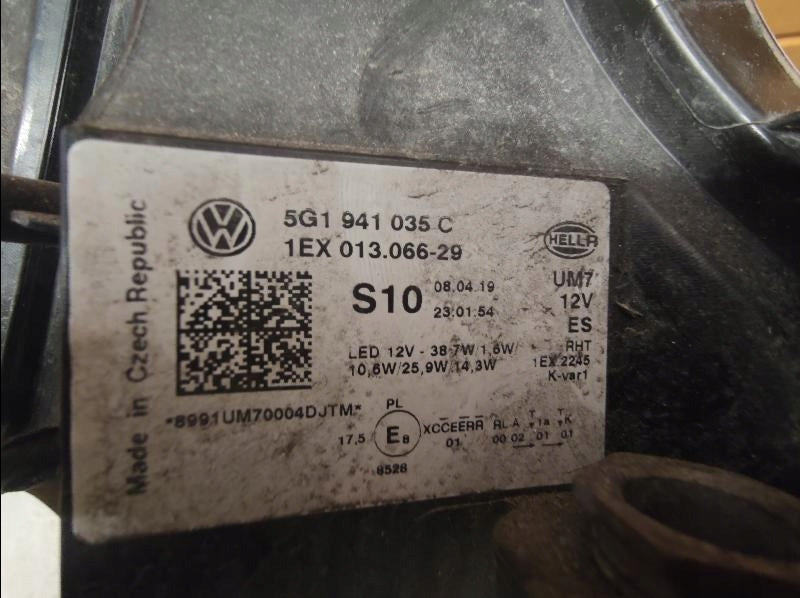 5G1 941 035 C
1EX 013.066-29
HELLA
S10
08.04.19
23:01:54
UM7
12V
ES
RHT
1EX.2245
K-var1
LED 12V - 38.7W/1,6W/
10,6W/25,9W/14,3W
*8991UM70004DJTM*
PL
17,5
E8
8528
XCCEERR
01
RL A 1a K
00 02 01 01
Made in Czech Republic